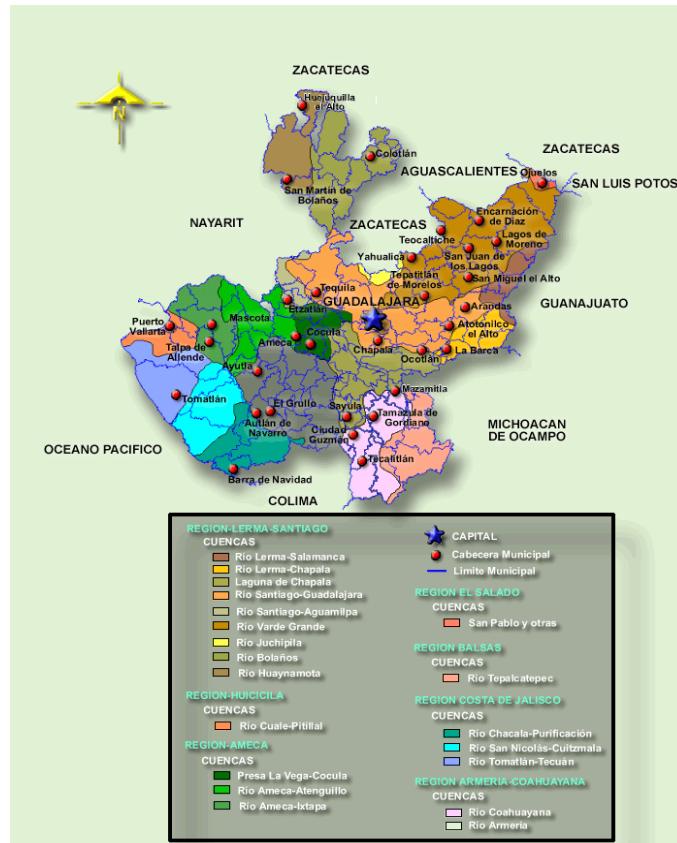 ZACATECAS
Huejuquilla
el Alto
N
Colotlán
ZACATECAS
AGUASCALIENTES
Ojuelos
SAN LUIS POTOS
San Martín de
Bolaños
NAYARIT
ZACATECAS
Encarnación
de Díaz
Teocaltiche
Lagos de
Moreno
Yahualica
San Juan de
los Lagos
Tepatitlán
de Morelos
San Miguel el Alto
Tequila
GUADALAJARA
Etzatlán
Arandas
GUANAJUATO
Puerto
Vallarta
Mascota
Atotonilco
el Alto
Ameca
Cocula
Talpa de
Allende
Chapala
Ocotlán
La Barca
Ayutla
Mazamitla
Tomatlán
El Grullo
Sayula
Tamazula de
Gordiano
Autlán de
Navarro
Ciudad
Guzmán
MICHOACAN
DE OCAMPO
OCEANO PACIFICO
Tecalitlán
Barra de Navidad
COLIMA
REGION-LERMA-SANTIAGO
CUENCAS
Río Lerma-Salamanca
Río Lerma-Chapala
Laguna de Chapala
Río Santiago-Guadalajara
Río Santiago-Aguamilpa
Río Varde Grande
Río Juchipila
Río Bolaños
Río Huaynamota
REGION-HUICICILA
CUENCAS
Río Cuale-Pitillal
REGION-AMECA
CUENCAS
Presa La Vega-Cocula
Río Ameca-Atenguillo
Río Ameca-Ixtapa
CAPITAL
Cabecera Municipal
Limite Municipal
REGION EL SALADO
CUENCAS
San Pablo y otras
REGION BALSAS
CUENCAS
Río Tepalcatepec
REGION COSTA DE JALISCO
CUENCAS
Río Chacala-Purificación
Río San Nicolás-Cuitzmala
Río Tomatlán-Tecuán
REGION ARMERIA-COAHUAYANA
CUENCAS
Río Coahuayana
Río Armería